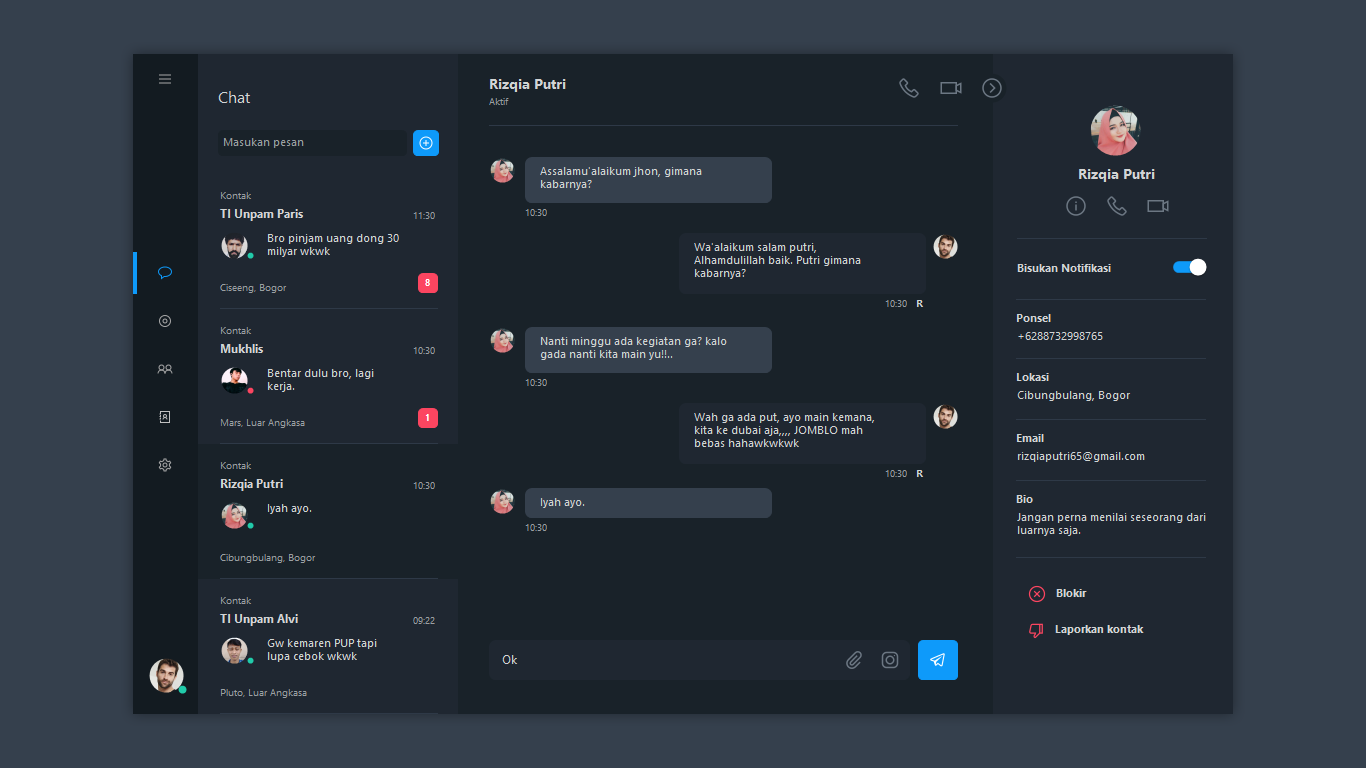 Chat
Masukan pesan
Kontak
TI Unpam Paris
11:30
Bro pinjam uang dong 30
milyar wkwk
Ciseeng, Bogor
8
Kontak
Mukhlis
10:30
Bentar dulu bro, lagi
kerja.
Mars, Luar Angkasa
1
Kontak
Rizqia Putri
10:30
Iyah ayo.
Cibungbulang, Bogor
Kontak
TI Unpam Alvi
09:22
Gw kemaren PUP tapi
lupa cebok wkwk
Pluto, Luar Angkasa
Rizqia Putri
Aktif
Assalamu'alaikum jhon, gimana
kabarnya?
10:30
Wa'alaikum salam putri,
Alhamdulillah baik. Putri gimana
kabarnya?
10:30 R
Nanti minggu ada kegiatan ga? kalo
gada nanti kita main yu!!..
10:30
Wah ga ada put, ayo main kemana,
kita ke dubai aja,,,, JOMBLO mah
bebas hahawkwkwk
10:30 R
Iyah ayo.
10:30
Ok
Rizqia Putri
Bisukan Notifikasi
Ponsel
+6288732998765
Lokasi
Cibungbulang, Bogor
Email
rizqiaputri65@gmail.com
Bio
Jangan perna menilai seseorang dari
luarnya saja.
Blokir
Laporkan kontak